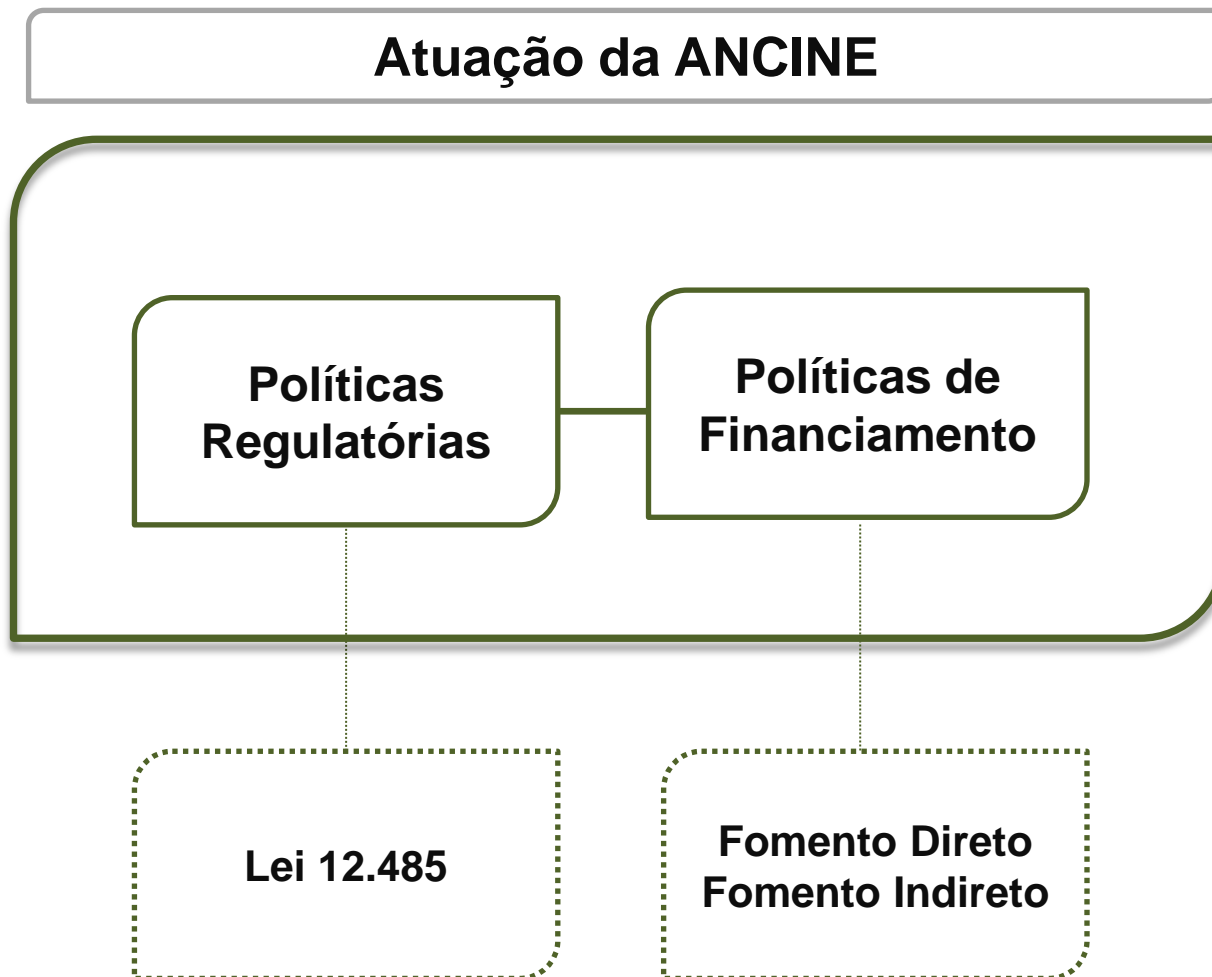 Atuação da ANCINE
Políticas
Regulatórias
Políticas de
Financiamento
Lei 12.485
Fomento Direto
Fomento Indireto